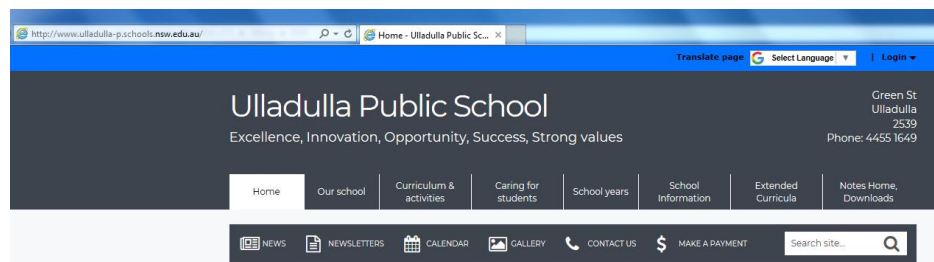 http://www.ulladulla-p.schools.nsw.edu.au/
Home - Ulladulla Public Sc...
Translate page
Select Language
Login
Ulladulla Public School
Excellence, Innovation, Opportunity, Success, Strong values
Green St
Ulladulla
2539
Phone: 4455 1649
Home
Our school
Curriculum &
activities
Caring for
students
School years
School
Information
Extended
Curricula
Notes Home,
Downloads
NEWS
NEWSLETTERS
CALENDAR
GALLERY
CONTACT US
MAKE A PAYMENT
Search site...